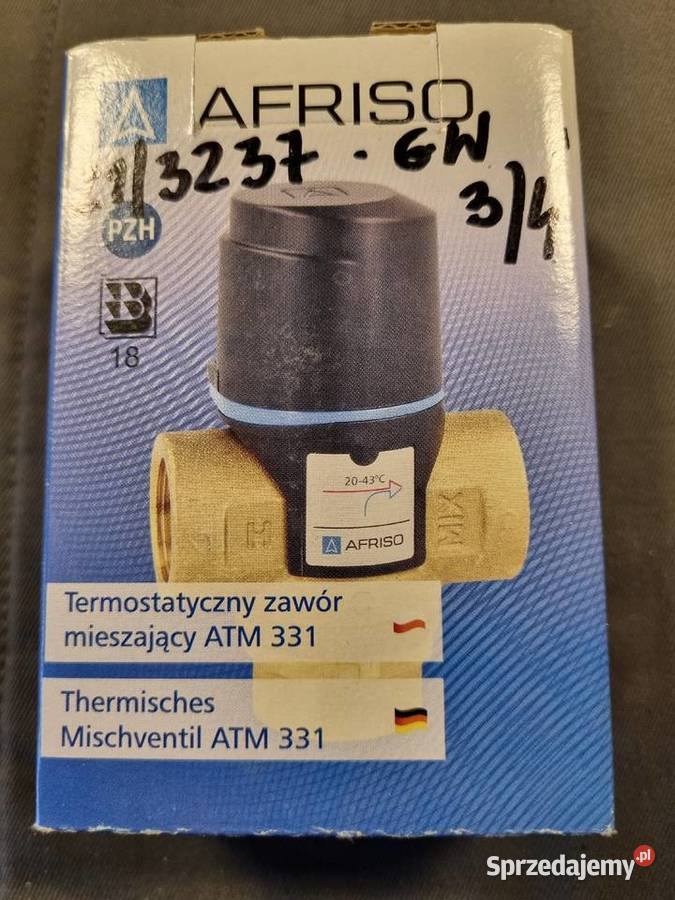 AFRISO
/3237 - GW
3/4
PZH
B
18
20-43°C
AFRISO
H
MIX
Termostatyczny zawór
mieszający ATM 331
Thermisches
Mischventil ATM 331
Sprzedajemy.pl